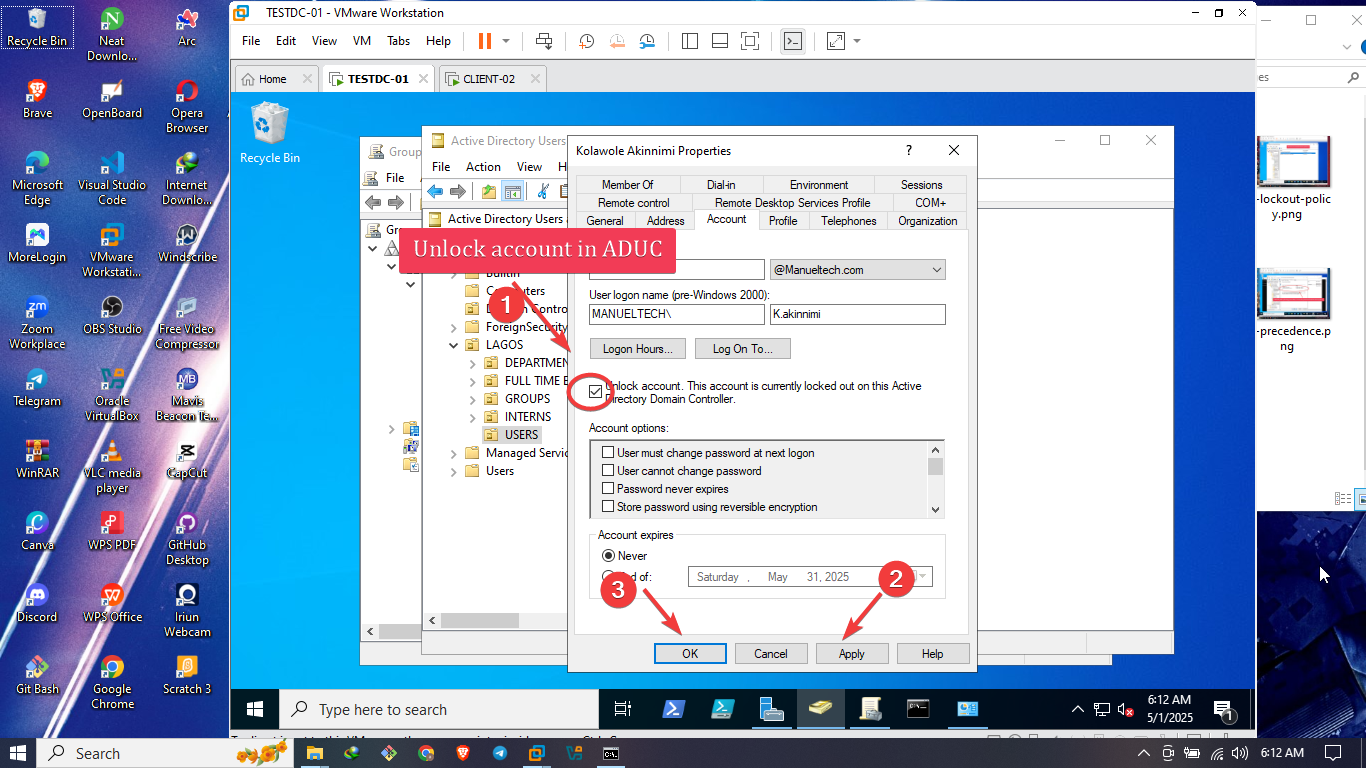 TESTDC-01 - VMware Workstation
File Edit View VM Tabs Help
Home
TESTDC-01
CLIENT-02
Recycle Bin
Neat
Downlo...
Arc
Brave
OpenBoard
Opera
Browser
Microsoft
Edge
Visual Studio
Code
Internet
Downlo...
MoreLogin
VMware
Workstati...
Windscribe
Zoom
Workplace
OBS Studio
Free Video
Compressor
Telegram
Oracle
VirtualBox
Mavis
Beacon Te...
WinRAR
VLC media
player
CapCut
Canva
WPS PDF
GitHub
Desktop
Discord
WPS Office
Iriun
Webcam
Git Bash
Google
Chrome
Scratch 3
Recycle Bin
Group
File
Active Directory Users
File Action View H
Active Directory Users
Builtin
Computers
ForeignSecurity
LAGOS
DEPARTMEN
FULL TIME E
GROUPS
INTERNS
USERS
Managed Servic
Users
Kolawole Akinnimi Properties
Member Of Dial-in Environment Sessions
Remote control Remote Desktop Services Profile COM+
General Address Account Profile Telephones Organization
Unlock account in ADUC
@Manueltech.com
User logon name (pre-Windows 2000):
MANUELTECH\
K.akinnimi
Logon Hours...
Log On To...
1
Unlock account. This account is currently locked out on this Active
Directory Domain Controller.
Account options:
User must change password at next logon
User cannot change password
Password never expires
Store password using reversible encryption
Account expires
Never
Saturday , May 31, 2025
3
2
OK
Cancel
Apply
Help
Type here to search
6:12 AM
5/1/2025
1
-lockout-polic
y.png
-precedence.p
ng
Search
6:12 AM